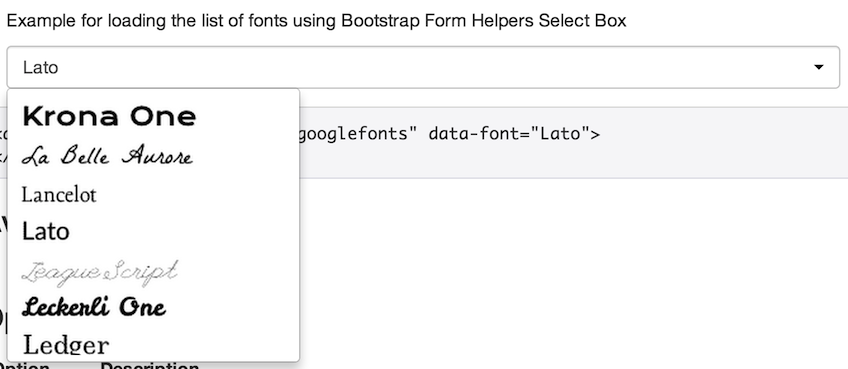 Example for loading the list of fonts using Bootstrap Form Helpers Select Box
Lato
Krona One
La Belle Aurore
Lancelot
Lato
League Script
Leckerli One
Ledger
googlefonts" data-font="Lato">
Description